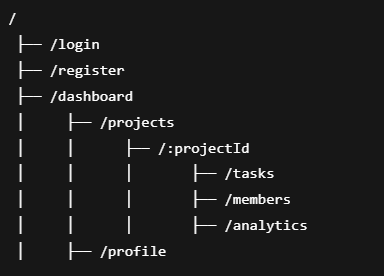 /
├── /login
├── /register
├── /dashboard
│     ├── /projects
│     │     ├── /:projectId
│     │     │     ├── /tasks
│     │     │     ├── /members
│     │     │     ├── /analytics
│     ├── /profile